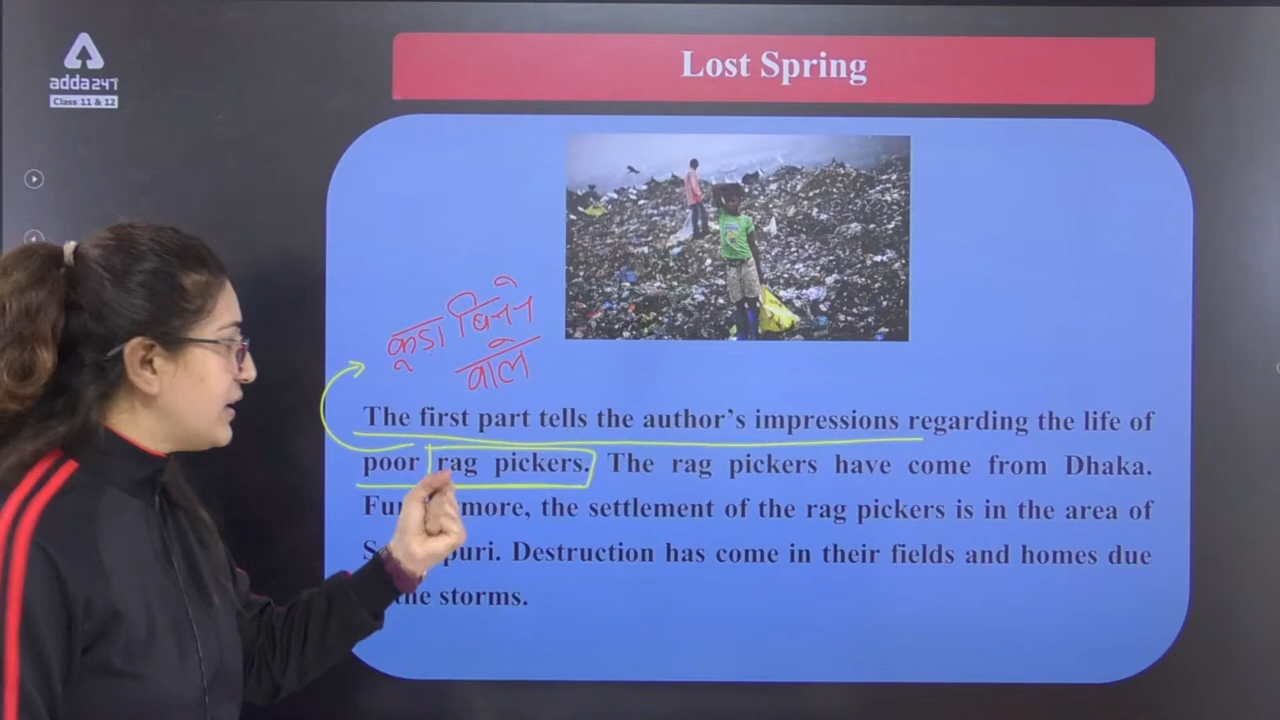 adda247
Class 11 & 12
Lost Spring
कूड़ा बिनने
वाले
The first part tells the author's impressions regarding the life of
poor rag pickers. The rag pickers have come from Dhaka.
more, the settlement of the rag pickers is in the area of
puri. Destruction has come in their fields and homes due
the storms.